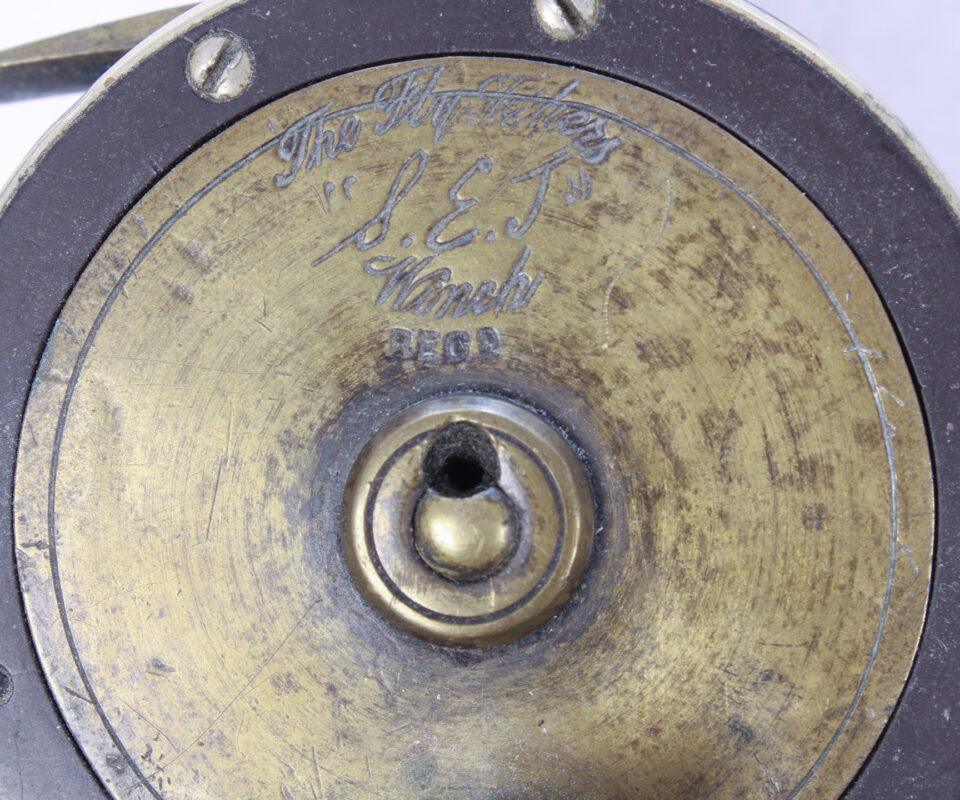 The Fly-Fishers
"S.E.J"
Winch
REGD